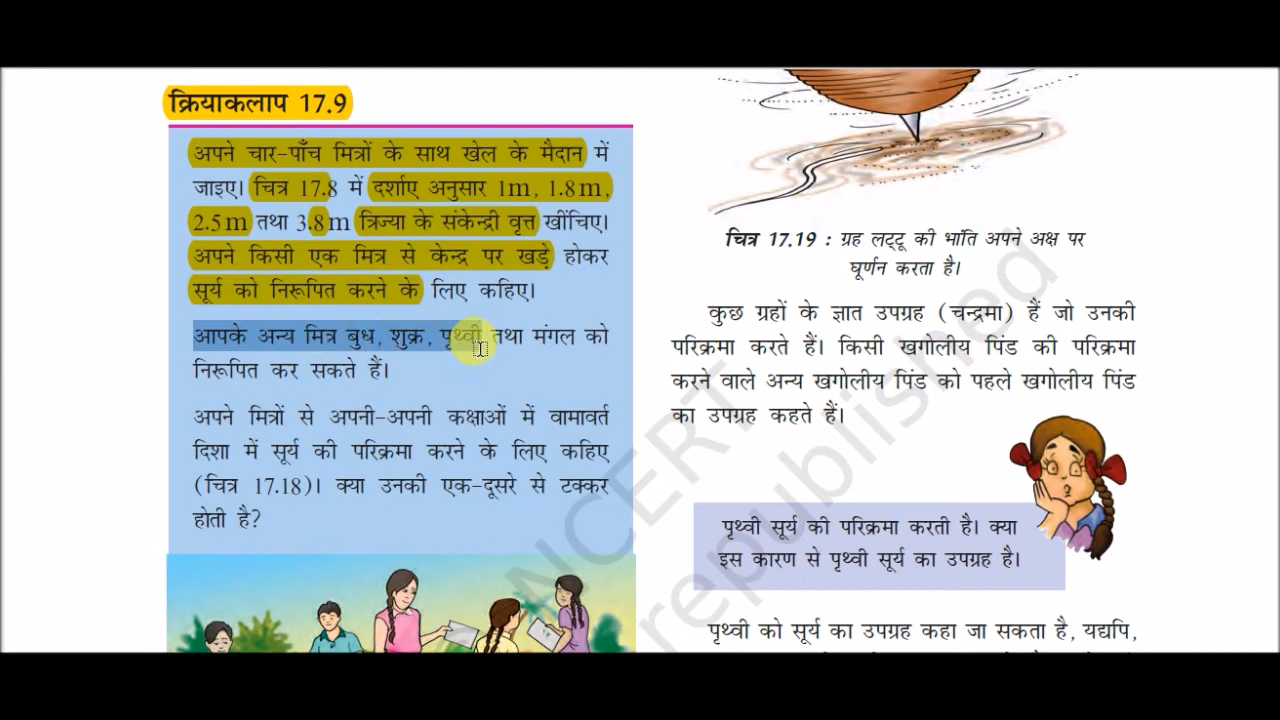 क्रियाकलाप 17.9
अपने चार-पाँच मित्रों के साथ खेल के मैदान में
जाइए। चित्र 17.8 में दर्शाए अनुसार 1m, 1.8m,
2.5m तथा 3.8m त्रिज्या के संकेन्द्री वृत्त खींचिए।
अपने किसी एक मित्र से केन्द्र पर खड़े होकर
सूर्य को निरूपित करने के लिए कहिए।
आपके अन्य मित्र बुध, शुक्र, पृथ्वी तथा मंगल को
निरूपित कर सकते हैं।
अपने मित्रों से अपनी-अपनी कक्षाओं में वामावर्त
दिशा में सूर्य की परिक्रमा करने के लिए कहिए
(चित्र 17.18)। क्या उनकी एक-दूसरे से टक्कर
होती है?
चित्र 17.19 : ग्रह लट्टू की भांति अपने अक्ष पर
घूर्णन करता है।
कुछ ग्रहों के ज्ञात उपग्रह (चन्द्रमा) हैं जो उनकी
परिक्रमा करते हैं। किसी खगोलीय पिंड की परिक्रमा
करने वाले अन्य खगोलीय पिंड को पहले खगोलीय पिंड
का उपग्रह कहते हैं।
पृथ्वी सूर्य की परिक्रमा करती है। क्या
इस कारण से पृथ्वी सूर्य का उपग्रह है।
पृथ्वी को सूर्य का उपग्रह कहा जा सकता है, यद्यपि,
NCERT
republished